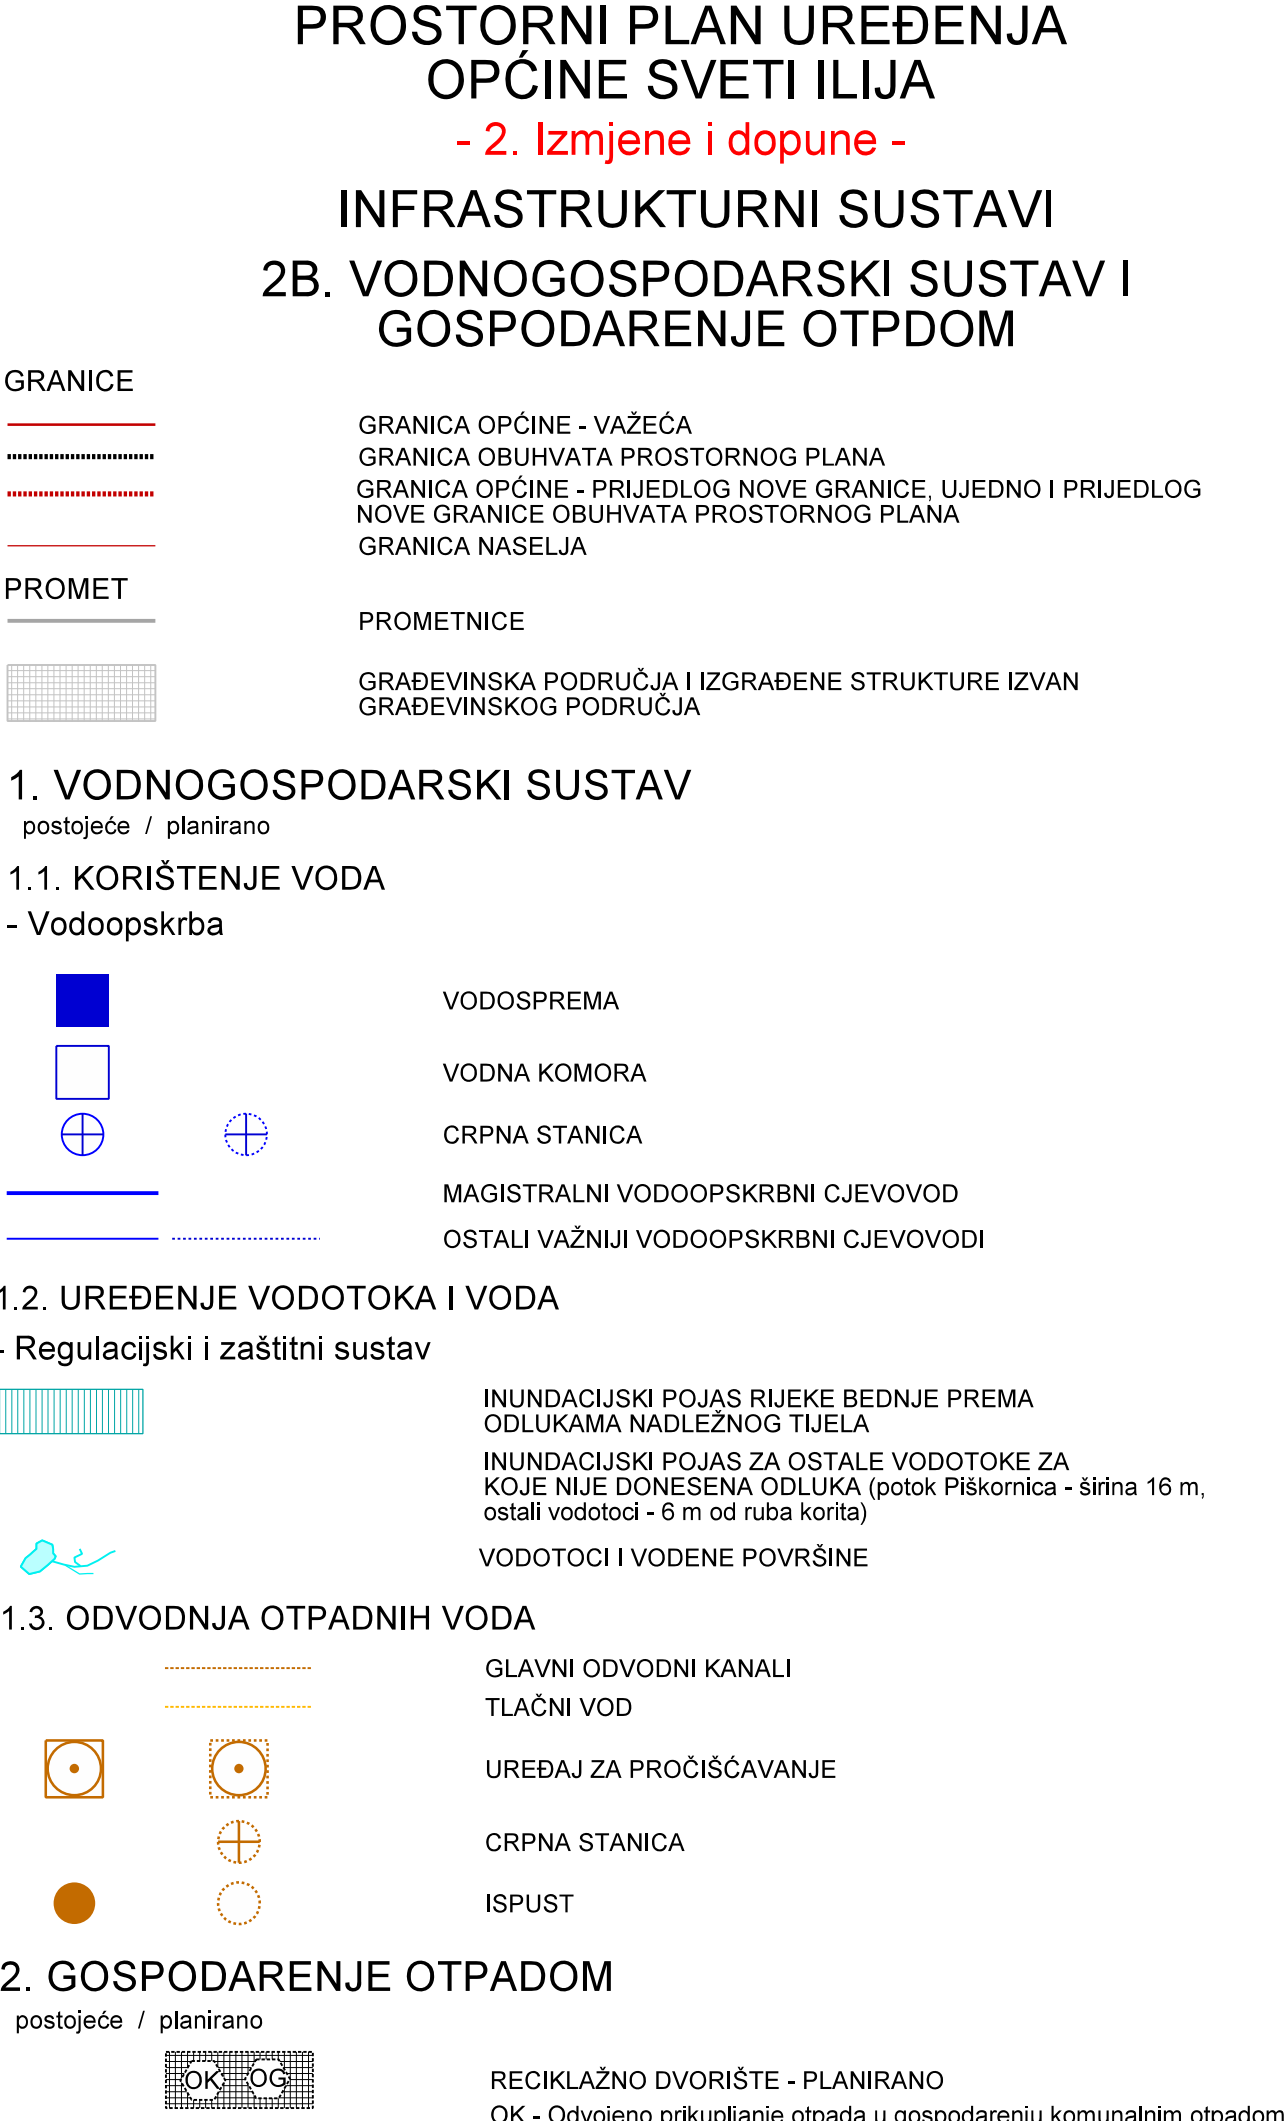 PROSTORNI PLAN UREĐENJA
OPĆINE SVETI ILIJA
- 2. Izmjene i dopune -
INFRASTRUKTURNI SUSTAVI
2B. VODNOGOSPODARSKI SUSTAV I
GOSPODARENJE OTPDOM
GRANICE
GRANICA OPĆINE - VAŽEĆA
GRANICA OBUHVATA PROSTORNOG PLANA
GRANICA OPĆINE - PRIJEDLOG NOVE GRANICE, UJEDNO I PRIJEDLOG
NOVE GRANICE OBUHVATA PROSTORNOG PLANA
GRANICA NASELJA
PROMET
PROMETNICE
GRAĐEVINSKA PODRUČJA I IZGRAĐENE STRUKTURE IZVAN
GRAĐEVINSKOG PODRUČJA
1. VODNOGOSPODARSKI SUSTAV
postojeće / planirano
1.1. KORIŠTENJE VODA
- Vodoopskrba
VODOSPREMA
VODNA KOMORA
CRPNA STANICA
MAGISTRALNI VODOOPSKRBNI CJEVOVOD
OSTALI VAŽNIJI VODOOPSKRBNI CJEVOVODI
1.2. UREĐENJE VODOTOKA I VODA
- Regulacijski i zaštitni sustav
INUNDACIJSKI POJAS RIJEKE BEDNJE PREMA
ODLUKAMA NADLEŽNOG TIJELA
INUNDACIJSKI POJAS ZA OSTALE VODOTOKE ZA
KOJE NIJE DONESENA ODLUKA (potok Piškornica - širina 16 m,
ostali vodotoci - 6 m od ruba korita)
VODOTOCI I VODENE POVRŠINE
1.3. ODVODNJA OTPADNIH VODA
GLAVNI ODVODNI KANALI
TLAČNI VOD
UREĐAJ ZA PROČIŠĆAVANJE
CRPNA STANICA
ISPUST
2. GOSPODARENJE OTPADOM
postojeće / planirano
OK OG
RECIKLAŽNO DVORIŠTE - PLANIRANO
OK - Odvojeno prikupljanje otpada u gospodarenju komunalnim otpadom